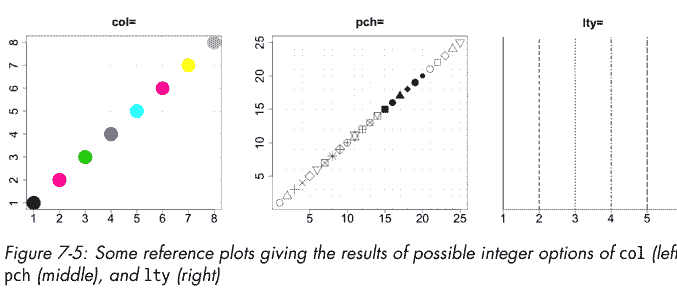 col=
pch=
lty=
8
7
6
5
4
3
2
1
1 2 3 4 5 6 7 8
25
20
15
10
5
5 10 15 20 25
1 2 3 4 5
Figure 7-5: Some reference plots giving the results of possible integer options of col (left
pch (middle), and lty (right)